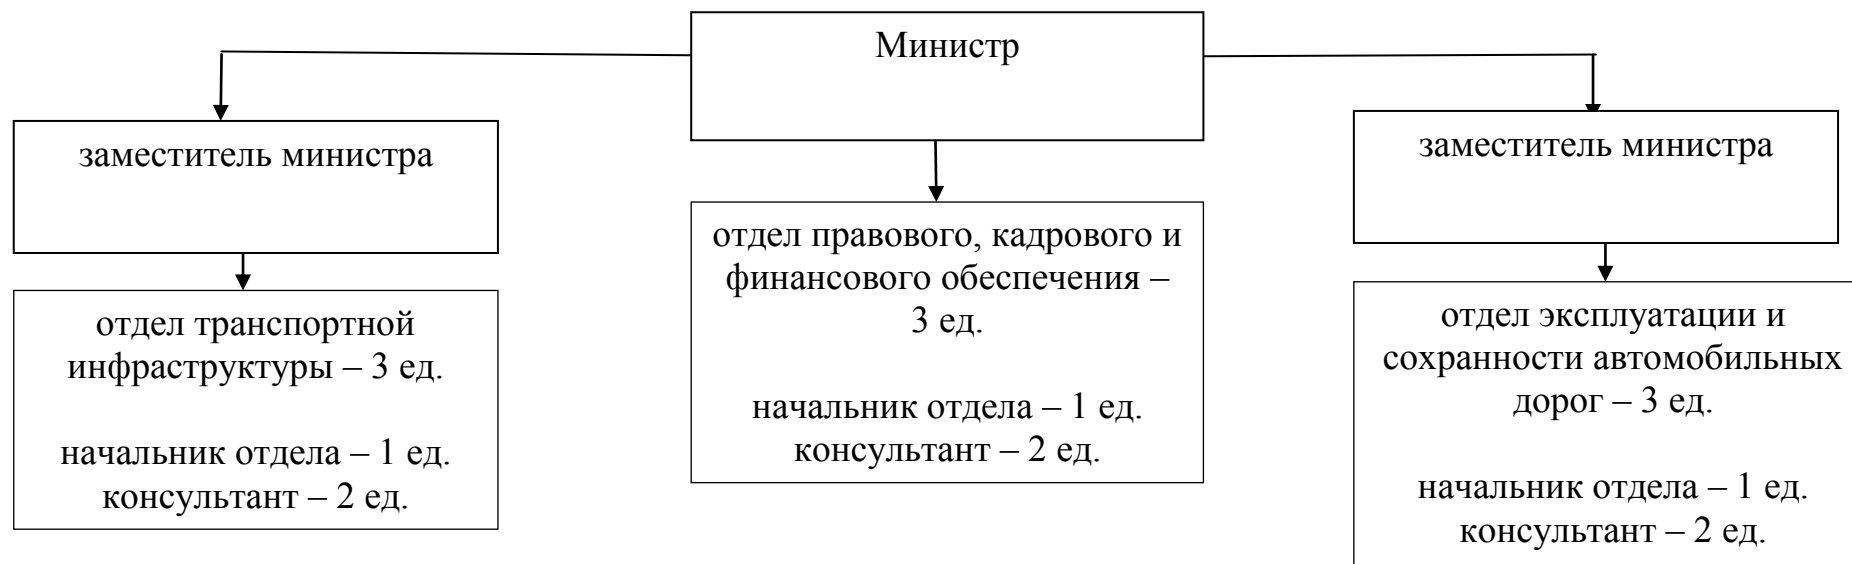 Министр
заместитель министра
заместитель министра
отдел транспортной
инфраструктуры – 3 ед.
начальник отдела – 1 ед.
консультант – 2 ед.
отдел правового, кадрового и
финансового обеспечения –
3 ед.
начальник отдела – 1 ед.
консультант – 2 ед.
отдел эксплуатации и
сохранности автомобильных
дорог – 3 ед.
начальник отдела – 1 ед.
консультант – 2 ед.